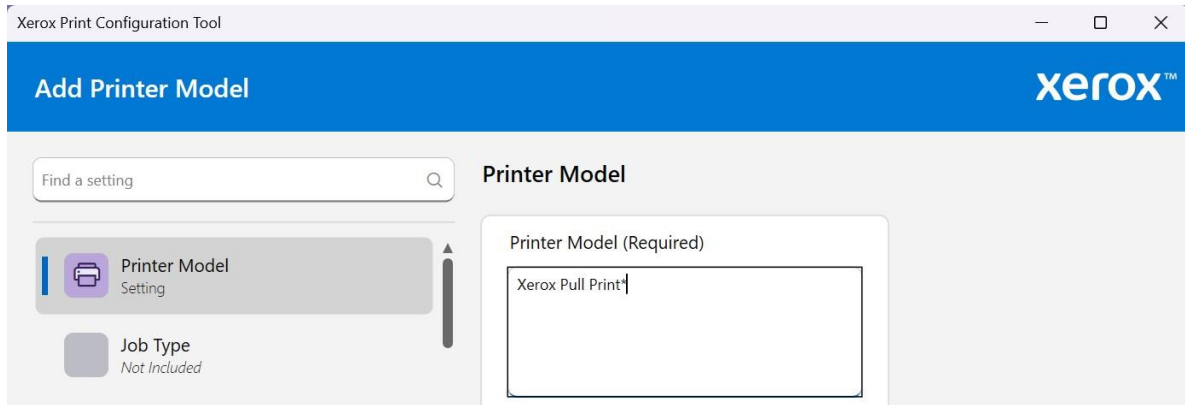 Xerox Print Configuration Tool
Add Printer Model
xerox™
Find a setting
Printer Model
Printer Model (Required)
Xerox Pull Print*
Printer Model
Setting
Job Type
Not Included